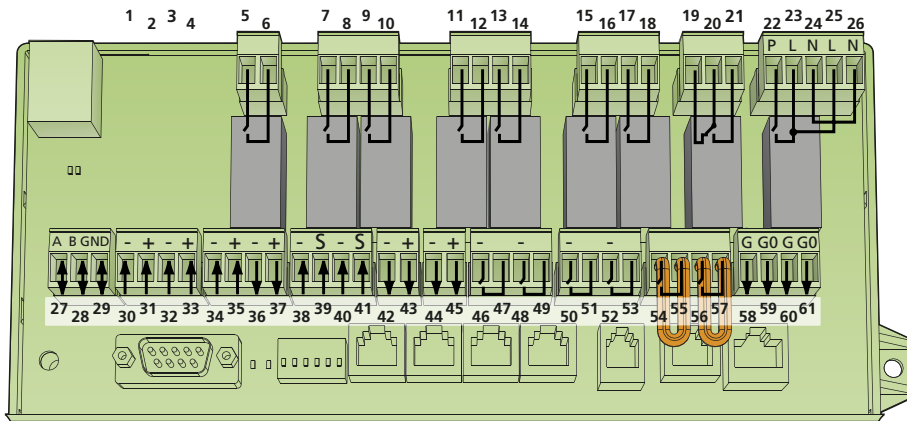 1 2 3 4 5 6 7 8 9 10 11 12 13 14 15 16 17 18 19 20 21 22 23 24 25 26
P L N L N
A B GND - + - + - + - + - S - S - + - + - - - - G G0 G G0
27 28 29 30 31 32 33 34 35 36 37 38 39 40 41 42 43 44 45 46 47 48 49 50 51 52 53 54 55 56 57 58 59 60 61